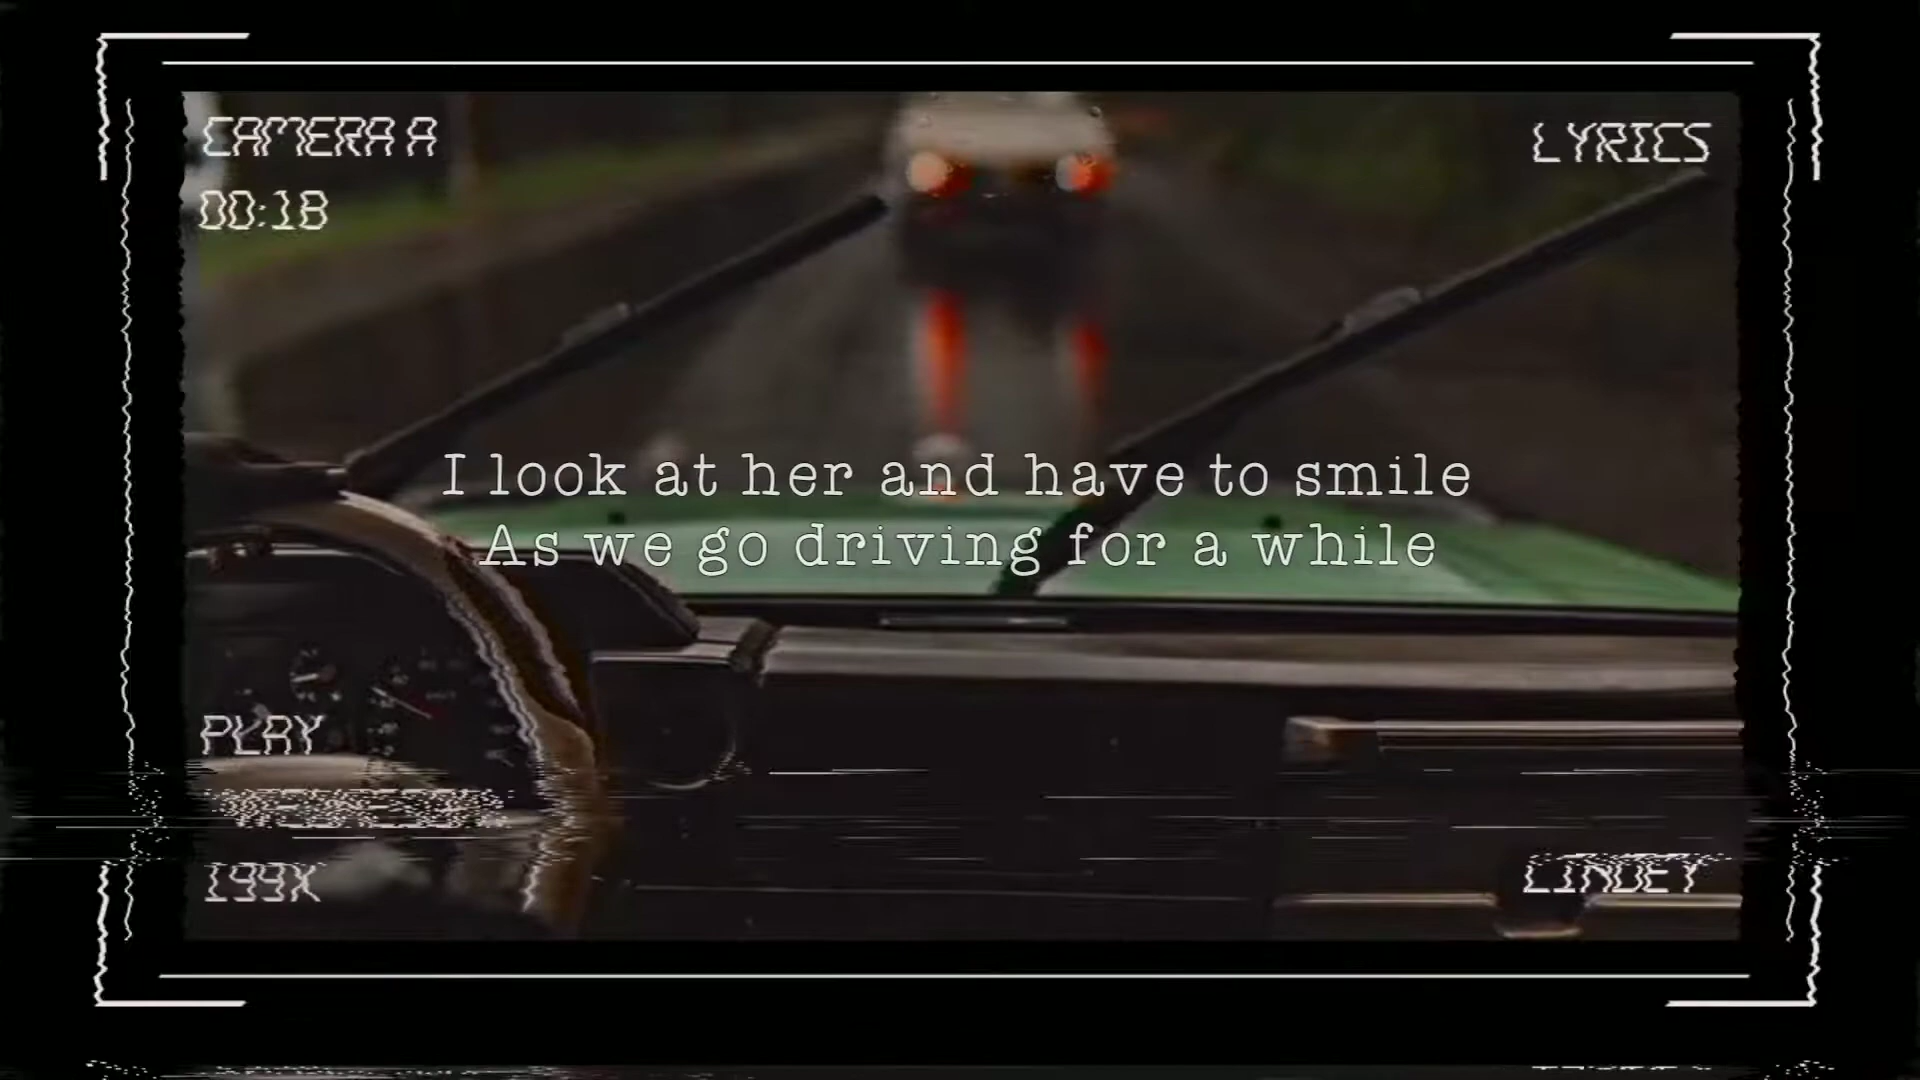 CAMERA A
LYRICS
00:18
I look at her and have to smile
As we go driving for a while
PLAY
199X
LINDEY